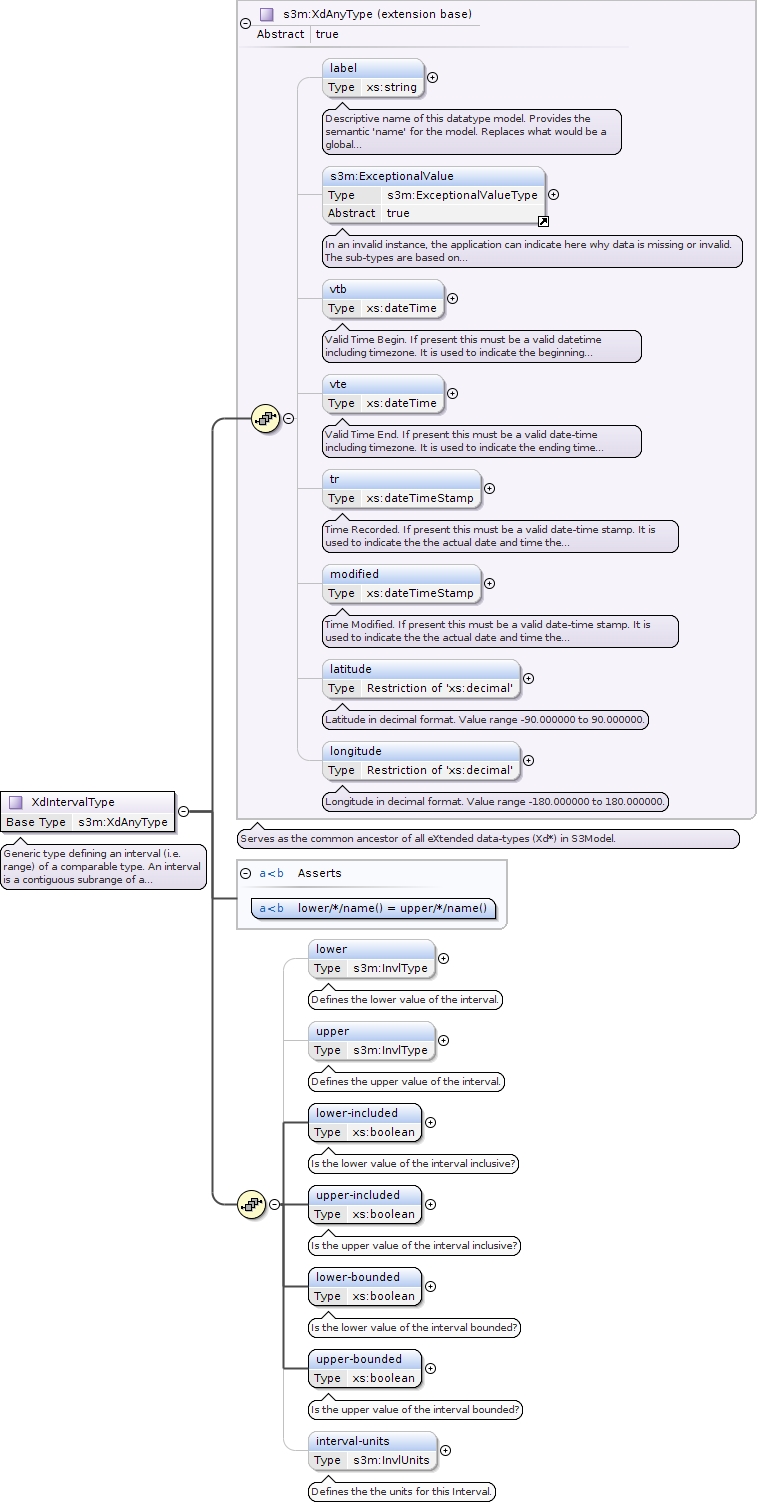 s3m:XdAnyType (extension base)
Abstract true
label
Type xs:string
Descriptive name of this datatype model. Provides the
semantic 'name' for the model. Replaces what would be a
global...
s3m:ExceptionalValue
Type s3m:ExceptionalValueType
Abstract true
In an invalid instance, the application can indicate here why data is missing or invalid.
The sub-types are based on...
vtb
Type xs:dateTime
Valid Time Begin. If present this must be a valid datetime
including timezone. It is used to indicate the beginning...
vte
Type xs:dateTime
Valid Time End. If present this must be a valid date-time
including timezone. It is used to indicate the ending time...
tr
Type xs:dateTimeStamp
Time Recorded. If present this must be a valid date-time stamp. It is
used to indicate the the actual date and time the...
modified
Type xs:dateTimeStamp
Time Modified. If present this must be a valid date-time stamp. It is
used to indicate the the actual date and time the...
latitude
Type Restriction of 'xs:decimal'
Latitude in decimal format. Value range -90.000000 to 90.000000.
longitude
Type Restriction of 'xs:decimal'
Longitude in decimal format. Value range -180.000000 to 180.000000.
XdIntervalType
Base Type s3m:XdAnyType
Generic type defining an interval (i.e.
range) of a comparable type. An interval
is a contiguous subrange of a...
Serves as the common ancestor of all eXtended data-types (Xd*) in S3Model.
a<b Asserts
a<b lower/*/name() = upper/*/name()
lower
Type s3m:InvlType
Defines the lower value of the interval.
upper
Type s3m:InvlType
Defines the upper value of the interval.
lower-included
Type xs:boolean
Is the lower value of the interval inclusive?
upper-included
Type xs:boolean
Is the upper value of the interval inclusive?
lower-bounded
Type xs:boolean
Is the lower value of the interval bounded?
upper-bounded
Type xs:boolean
Is the upper value of the interval bounded?
interval-units
Type s3m:InvlUnits
Defines the the units for this Interval.